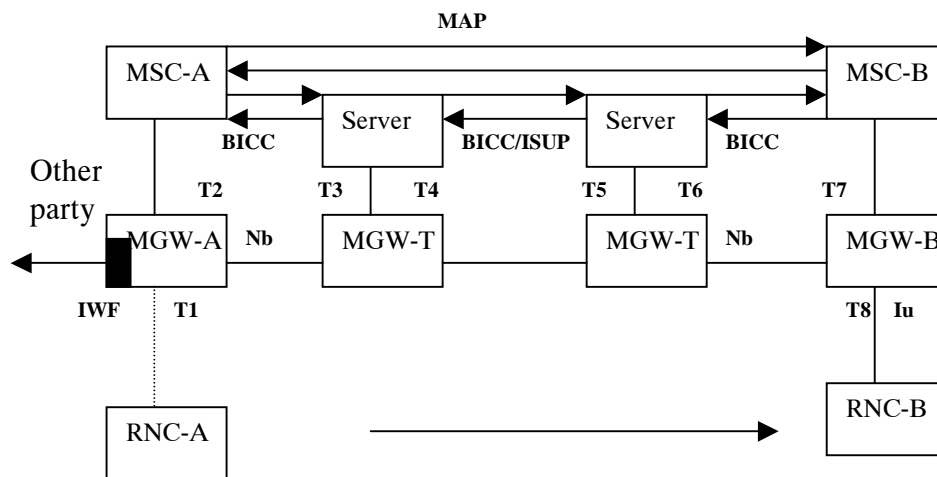 MAP
MSC-A
MSC-B
Server
Server
BICC
BICC/ISUP
BICC
Other
party
T2
T3
T4
T5
T6
T7
MGW-A
Nb
MGW-T
MGW-T
Nb
MGW-B
IWF
T1
T8
Iu
RNC-A
RNC-B